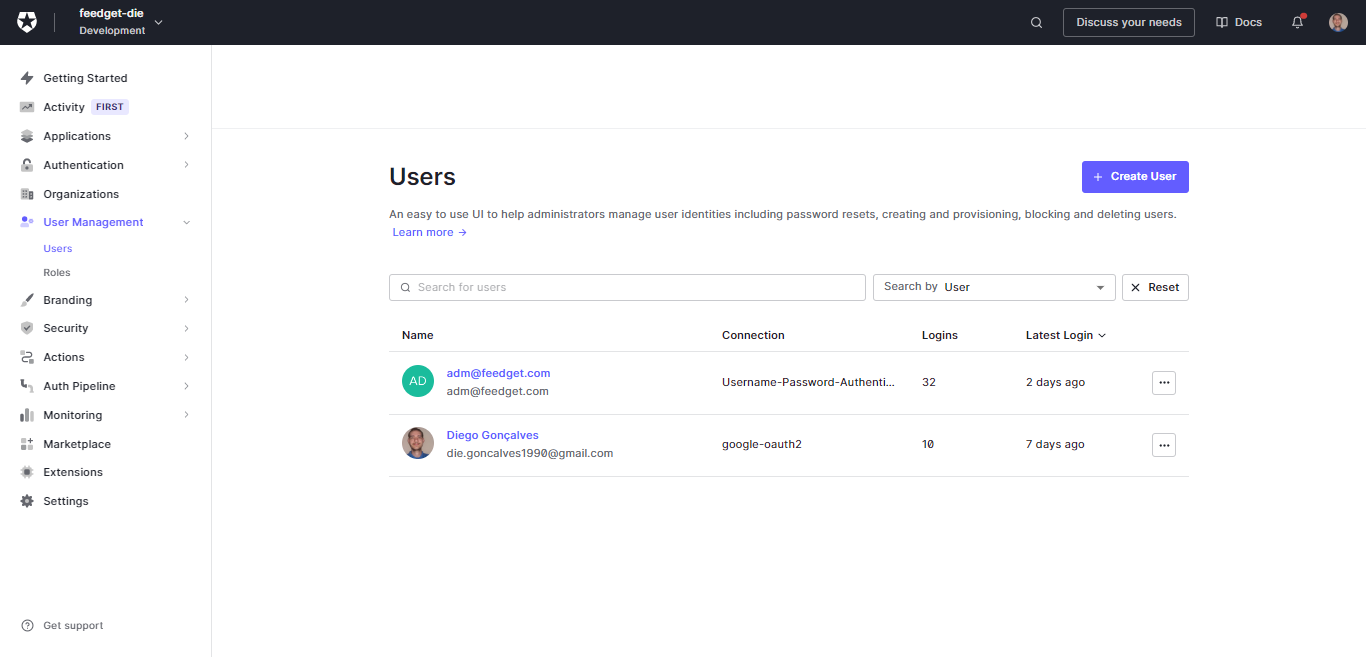 feedget-die
Development
Discuss your needs
Docs
Getting Started
Activity FIRST
Applications
Authentication
Organizations
User Management
Users
Roles
Branding
Security
Actions
Auth Pipeline
Monitoring
Marketplace
Extensions
Settings
Get support
Users
+ Create User
An easy to use UI to help administrators manage user identities including password resets, creating and provisioning, blocking and deleting users.
Learn more →
Search for users
Search by User
Reset
Name Connection Logins Latest Login
AD adm@feedget.com
adm@feedget.com
Username-Password-Authenti... 32 2 days ago
Diego Gonçalves
die.goncalves1990@gmail.com
google-oauth2 10 7 days ago